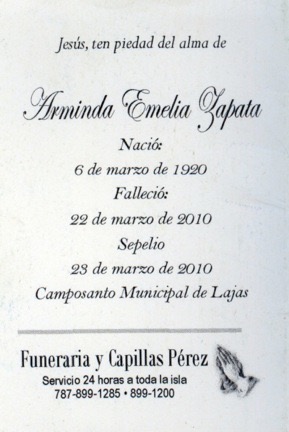 Jesús, ten piedad del alma de
Arminda Emelia Zapata
Nació:
6 de marzo de 1920
Falleció:
22 de marzo de 2010
Sepelio
23 de marzo de 2010
Camposanto Municipal de Lajas
Funeraria y Capillas Pérez
Servicio 24 horas a toda la isla
787-899-1285 • 899-1200